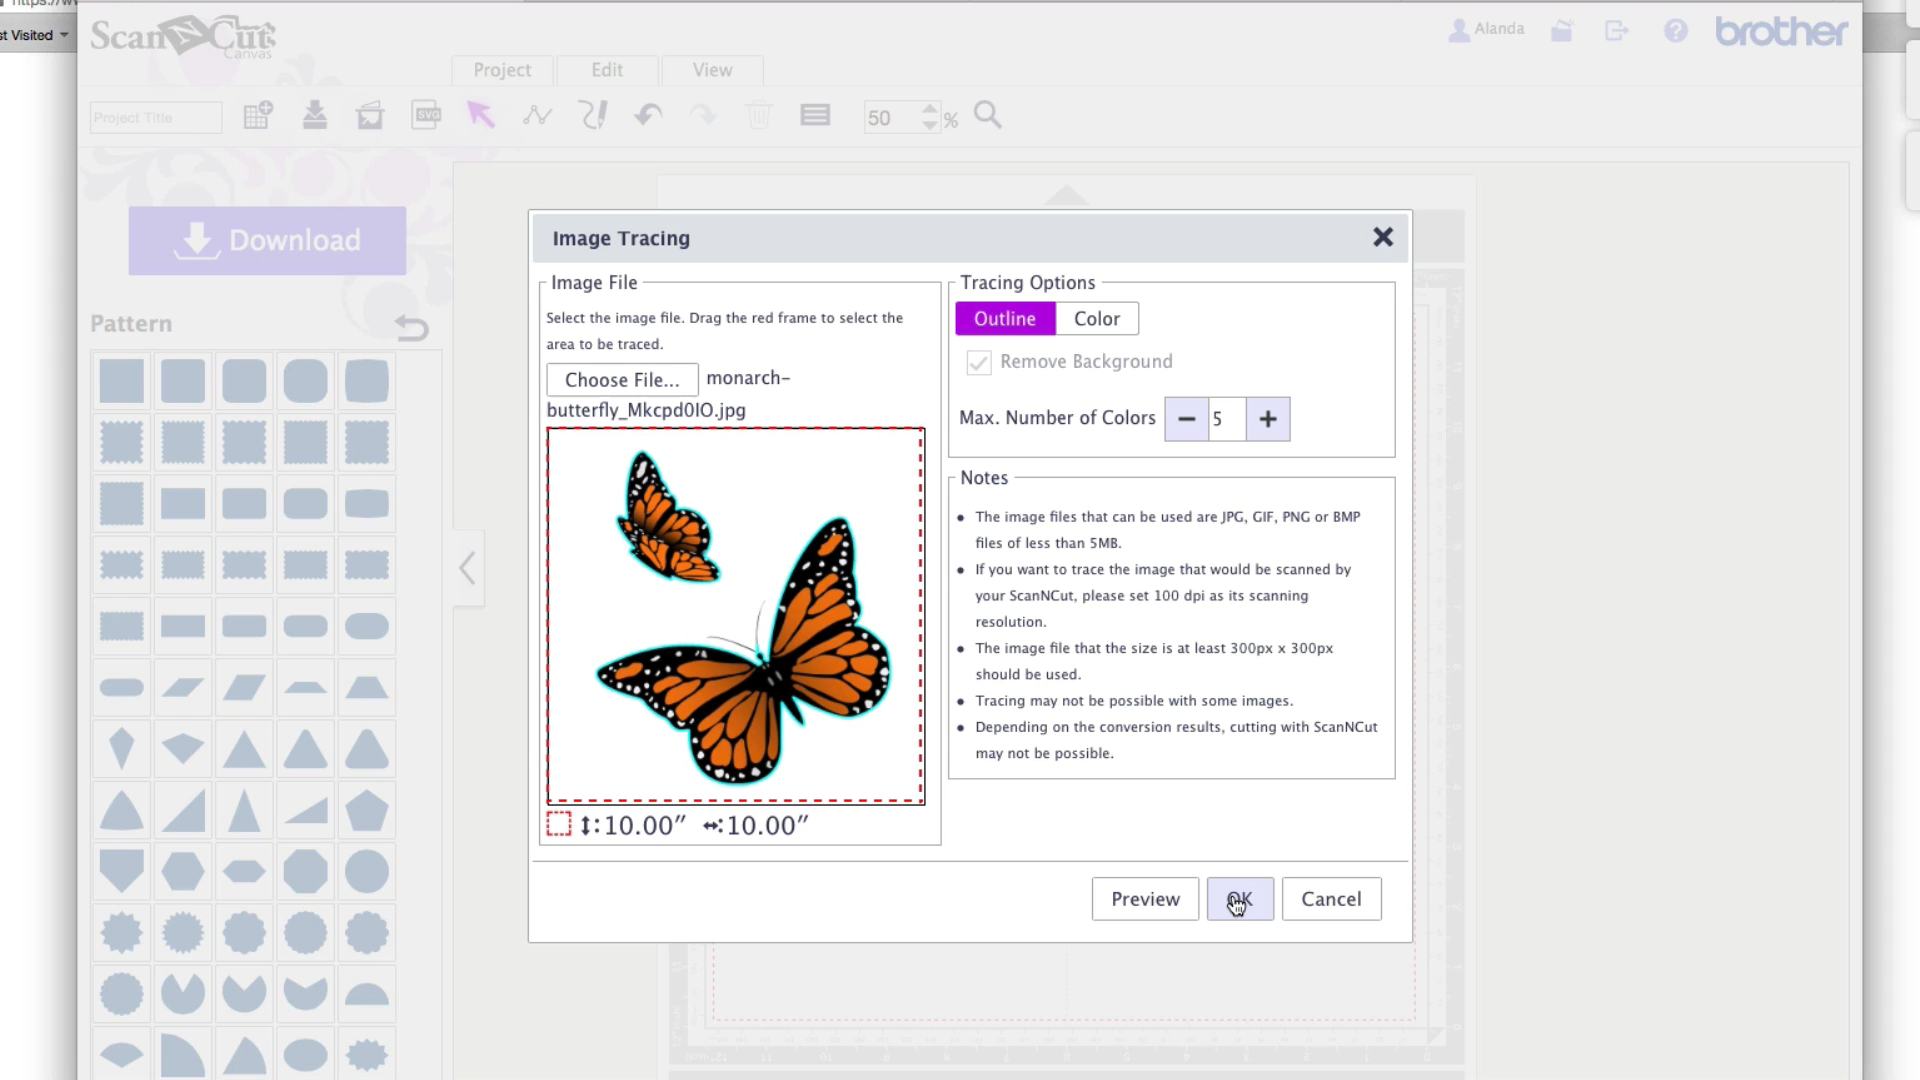 st Visited
ScanNCut
Canvas
Alanda
brother
Project
Edit
View
Project Title
SVG
50
%
Download
Pattern
Image Tracing
Image File
Select the image file. Drag the red frame to select the
area to be traced.
Choose File...
monarch-
butterfly_Mkcpd0IO.jpg
↕:10.00” ↔:10.00”
Tracing Options
Outline
Color
Remove Background
Max. Number of Colors
5
Notes
• The image files that can be used are JPG, GIF, PNG or BMP
files of less than 5MB.
• If you want to trace the image that would be scanned by
your ScanNCut, please set 100 dpi as its scanning
resolution.
• The image file that the size is at least 300px x 300px
should be used.
• Tracing may not be possible with some images.
• Depending on the conversion results, cutting with ScanNCut
may not be possible.
Preview
OK
Cancel